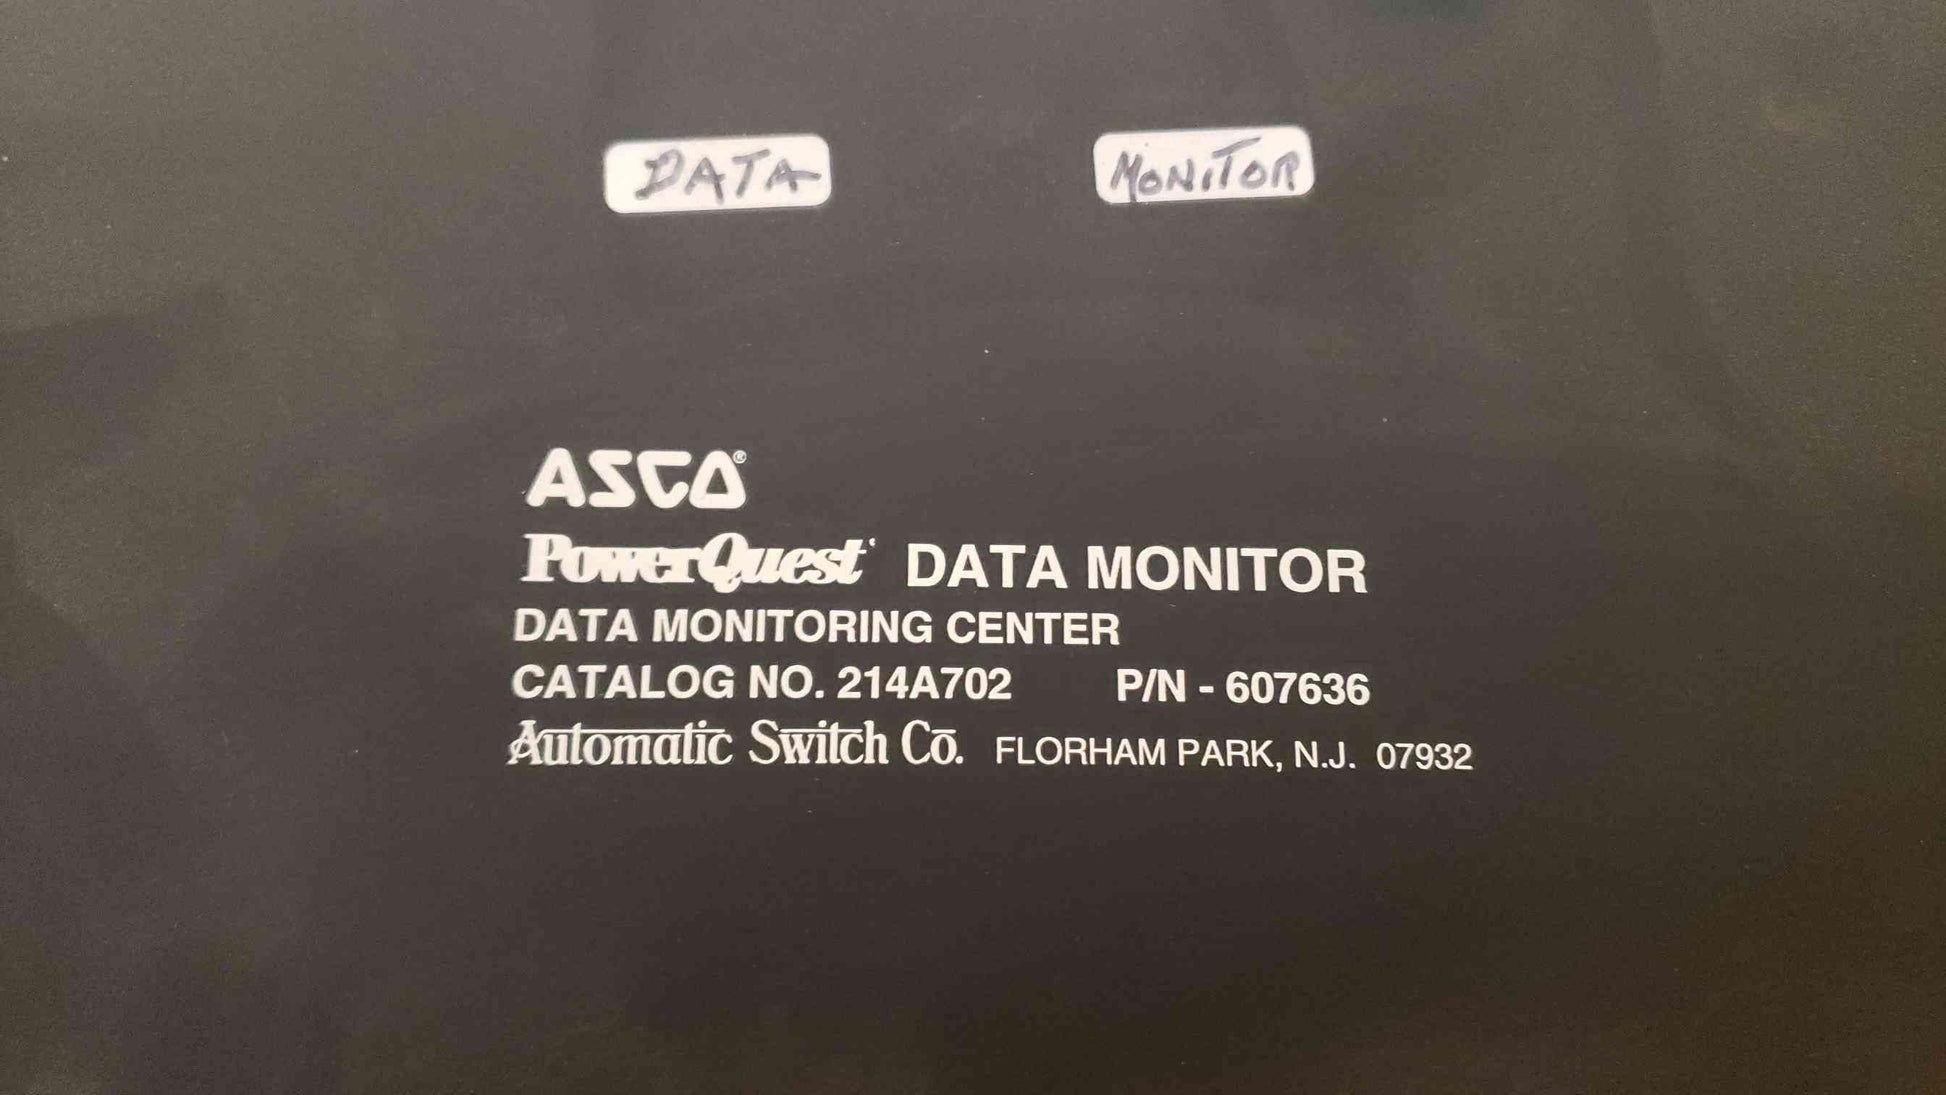 DATA MONITOR
ASCO®
PowerQuest DATA MONITOR
DATA MONITORING CENTER
CATALOG NO. 214A702 P/N - 607636
Automatic Switch Co. FLORHAM PARK, N.J. 07932